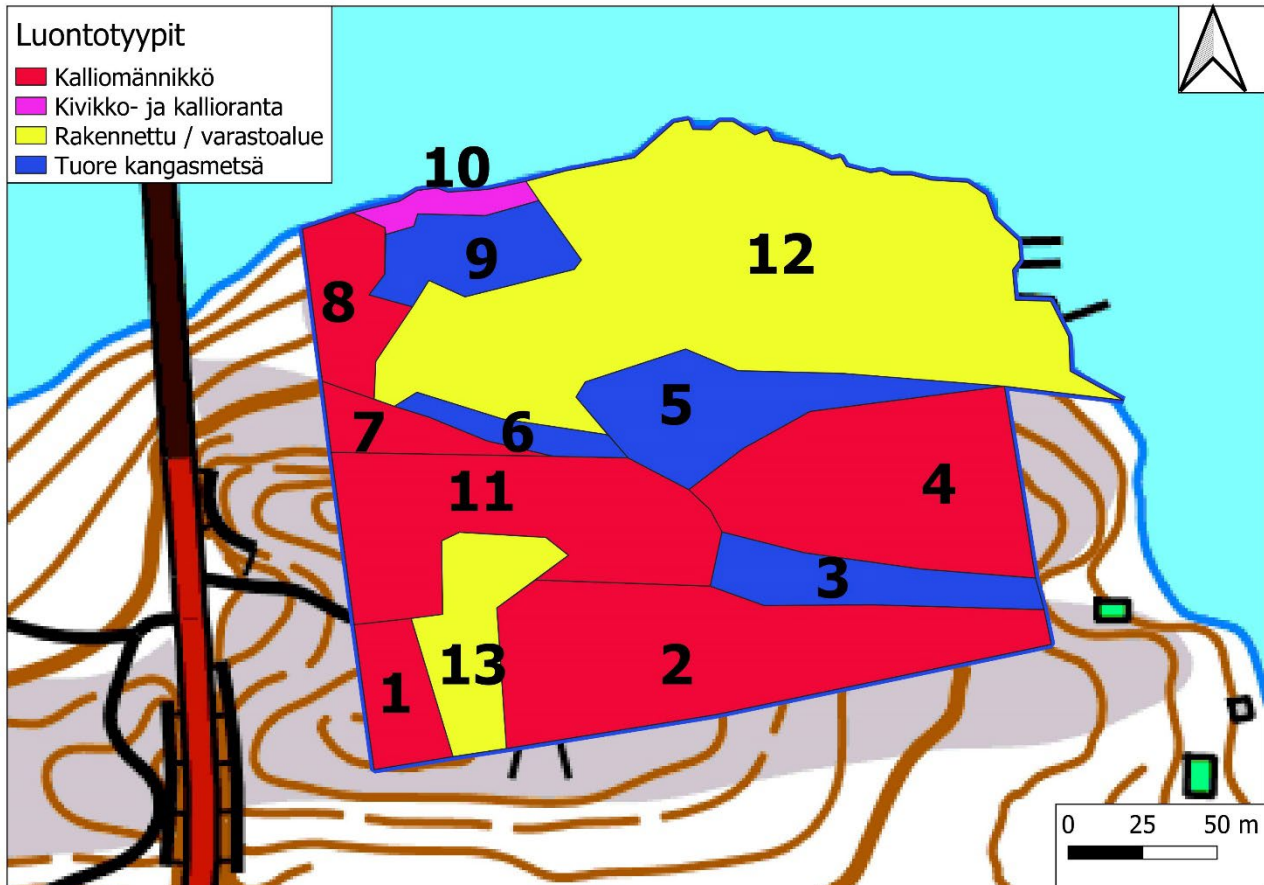 Luontotyypit
Kalliomännikkö
Kivikko- ja kallioranta
Rakennettu / varastoalue
Tuore kangasmetsä
10
9
12
8
5
7
6
11
4
3
13
2
1
0 25 50 m